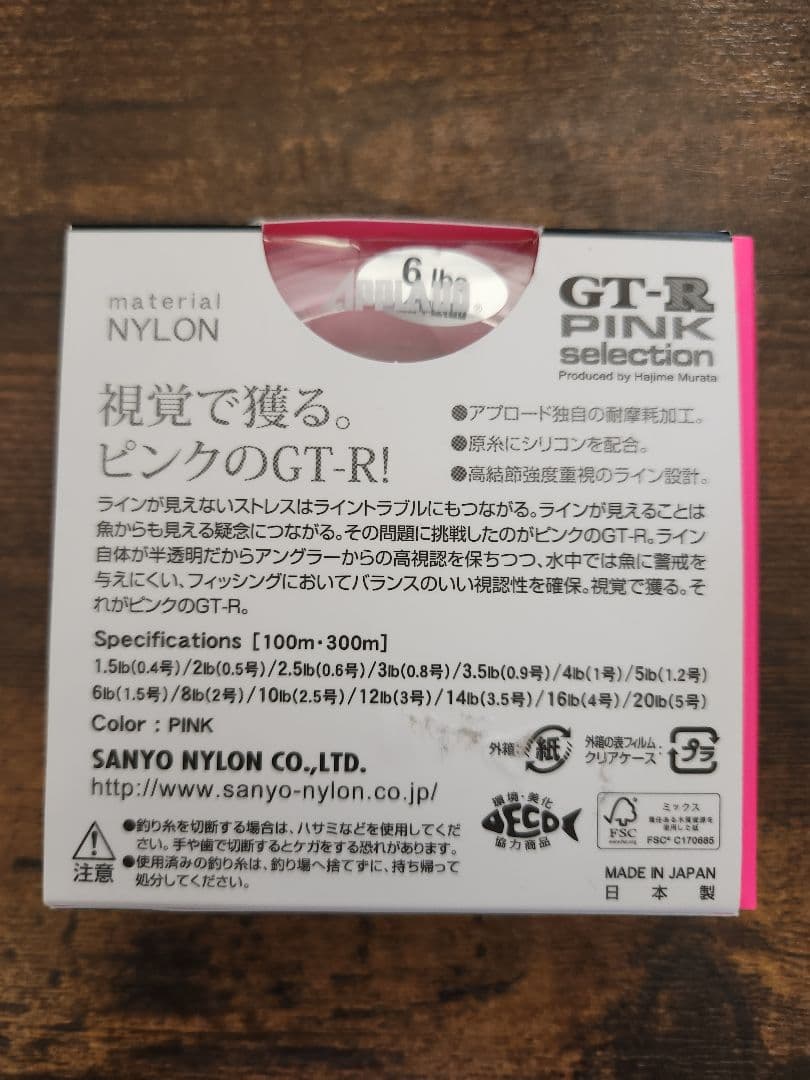 6 lbs
APPLAUD®
material
NYLON
GT-R
PINK
selection
Produced by Hajime Murata
視覚で獲る。
ピンクのGT-R!
●アプロード独自の耐摩耗加工。
●原糸にシリコンを配合。
●高結節強度重視のライン設計。
ラインが見えないストレスはライントラブルにもつながる。ラインが見えることは
魚からも見える疑念につながる。その問題に挑戦したのがピンクのGT-R。ライン
自体が半透明だからアングラーからの高視認を保ちつつ、水中では魚に警戒を
与えにくい、フィッシングにおいてバランスのいい視認性を確保。視覚で獲る。そ
れがピンクのGT-R。
Specifications [100m・300m]
1.5lb(0.4号)/2lb(0.5号)/2.5lb(0.6号)/3lb(0.8号)/3.5lb(0.9号)/4lb(1号)/5lb(1.2号)
6lb(1.5号)/8lb(2号)/10lb(2.5号)/12lb(3号)/14lb(3.5号)/16lb(4号)/20lb(5号)
Color : PINK
SANYO NYLON CO.,LTD.
http://www.sanyo-nylon.co.jp/
外箱:
紙
外箱の表フィルム・
クリアケース:
プラ
注意
●釣り糸を切断する場合は、ハサミなどを使用してくだ
さい。手や歯で切断するとケガをする恐れがあります。
●使用済みの釣り糸は、釣り場へ捨てずに、持ち帰って
処分してください。
環境・美化
ECO
協力商品
FSC
www.fsc.org
ミックス
責任ある木質資源を
使用した紙
FSC® C170685
MADE IN JAPAN
日本製